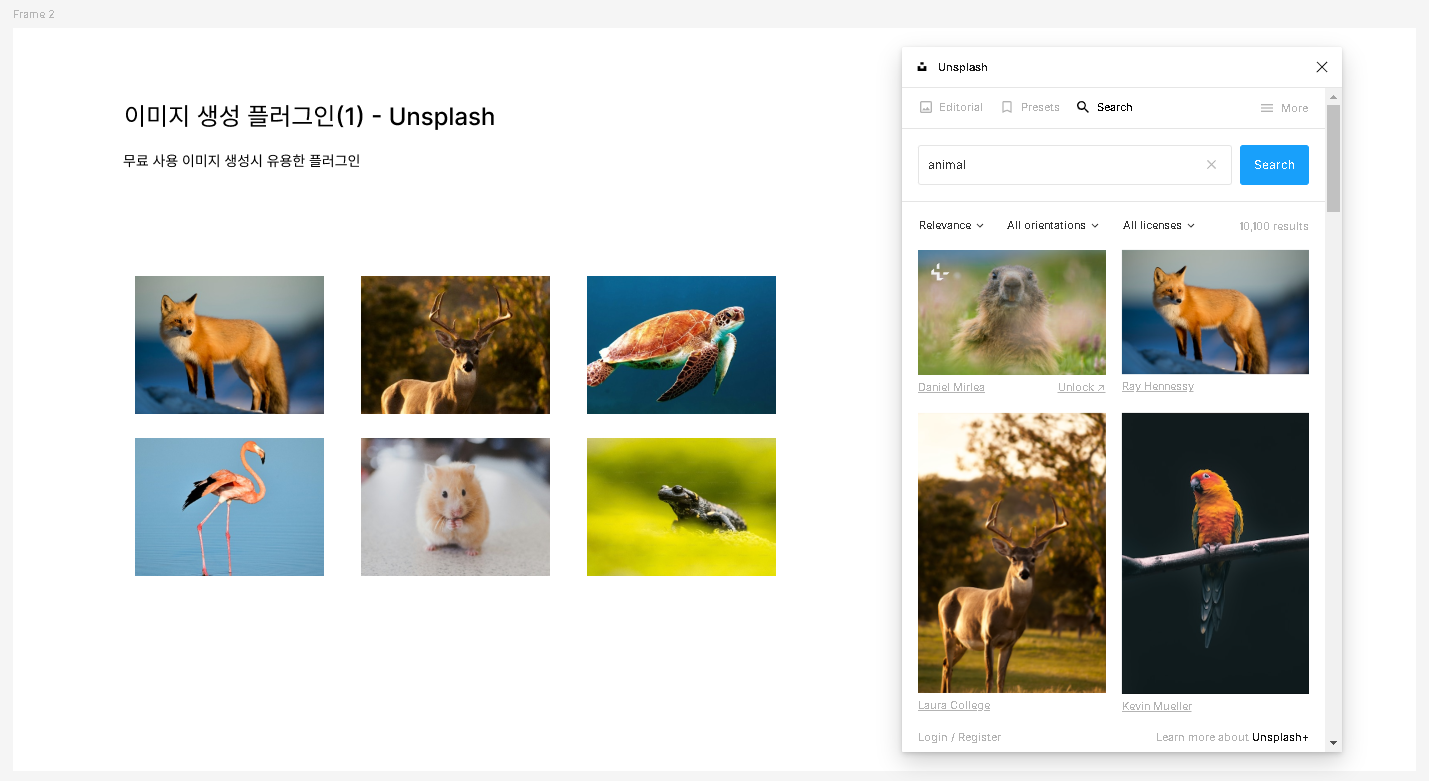 Frame 2
이미지 생성 플러그인(1) - Unsplash
무료 사용 이미지 생성시 유용한 플러그인
Unsplash
Editorial Presets Search More
animal Search
Relevance All orientations All licenses 10,100 results
Daniel Mirlea Unlock ↗ Ray Hennessy
Laura College Kevin Mueller
Login / Register Learn more about Unsplash+